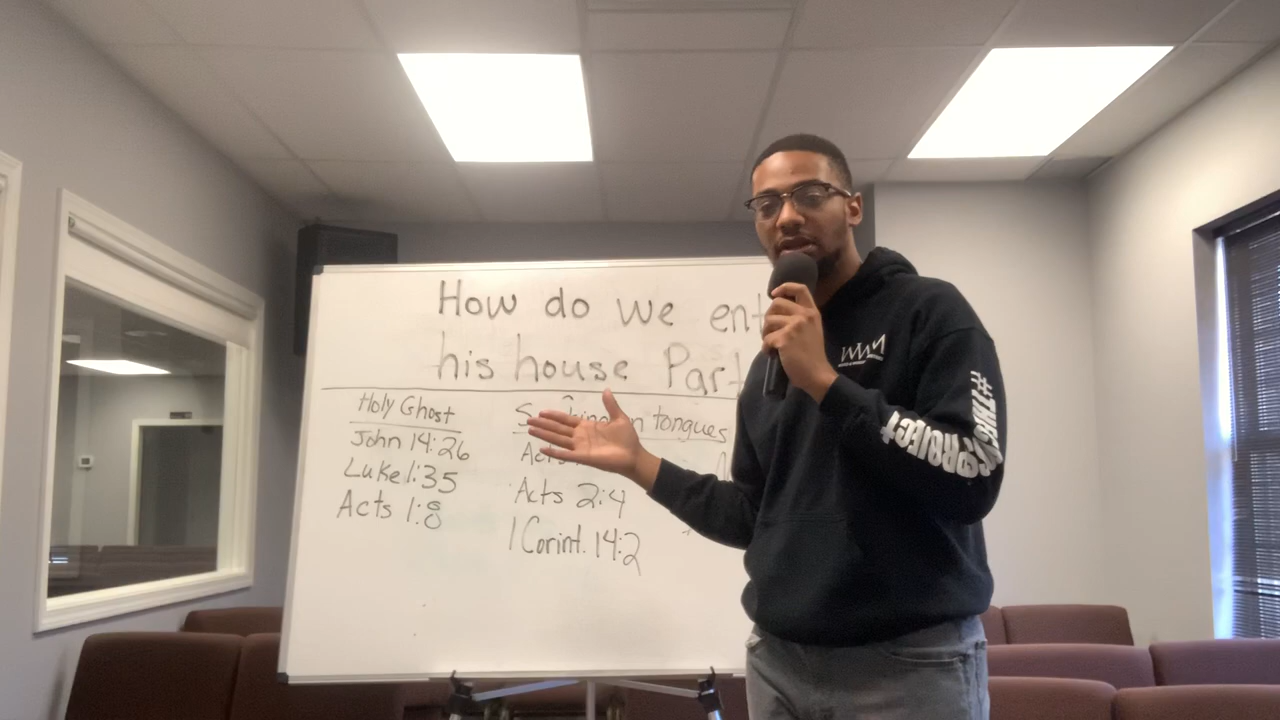 How do we ent
his house Part
Holy Ghost
John 14:26
Luke 1:35
Acts 1:8
tongues
Acts 2:4
1 Corint. 14:2